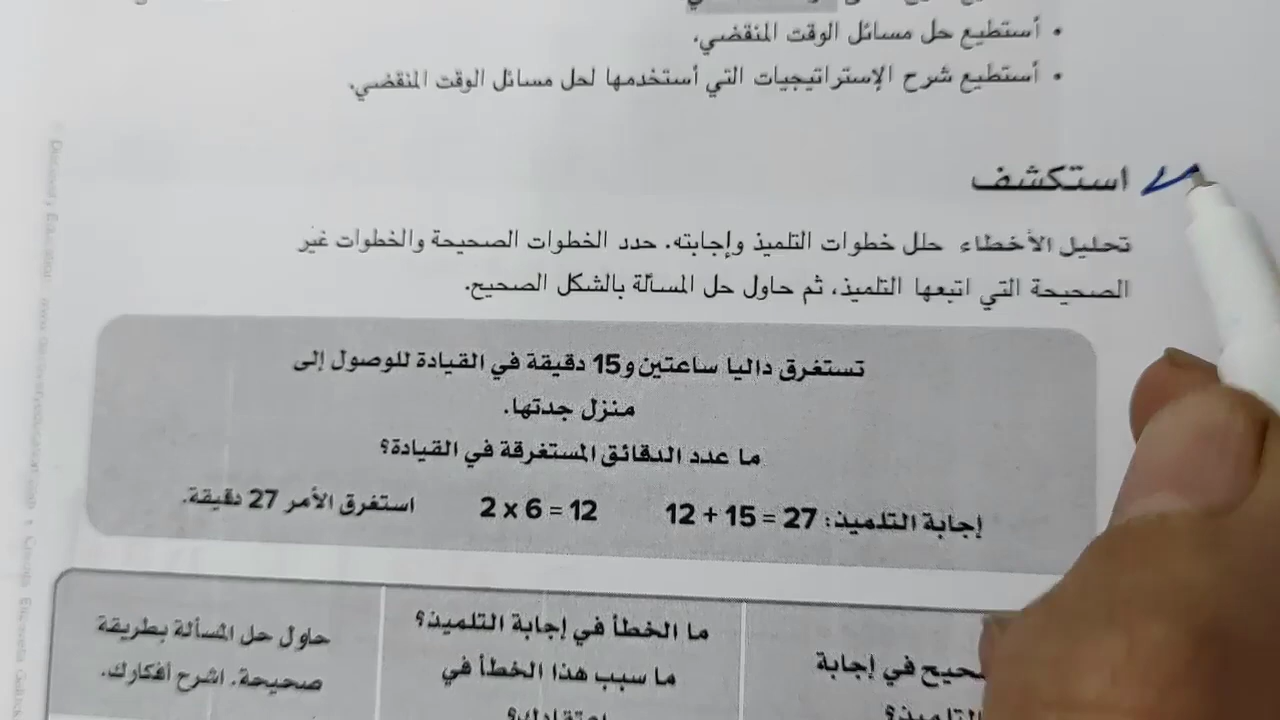 • أستطيع حل مسائل الوقت المنقضي.
• أستطيع شرح الإستراتيجيات التي أستخدمها لحل مسائل الوقت المنقضي.
استكشف
تحليل الأخطاء حلل خطوات التلميذ وإجابته. حدد الخطوات الصحيحة والخطوات غير
الصحيحة التي اتبعها التلميذ، ثم حاول حل المسألة بالشكل الصحيح.
تستغرق داليا ساعتين و15 دقيقة في القيادة للوصول إلى
منزل جدتها.
ما عدد الدقائق المستغرقة في القيادة؟
إجابة التلميذ: 27 = 15 + 12 2 x 6 = 12 استغرق الأمر 27 دقيقة.
في إجابة
التلميذ؟
ما الخطأ في إجابة التلميذ؟
ما سبب هذا الخطأ في
اعتقادك؟
حاول حل المسألة بطريقة
صحيحة. اشرح أفكارك.